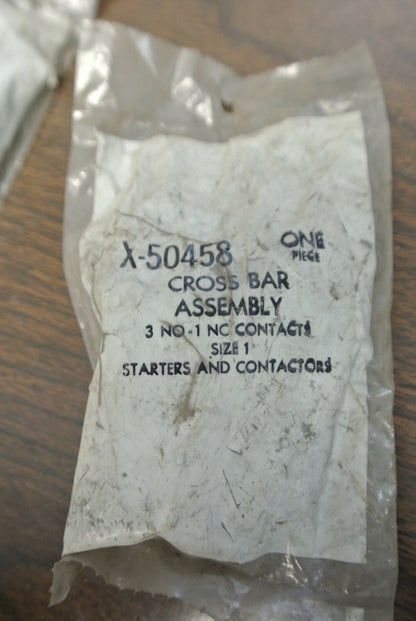 X-50458 ONE
PIECE
CROSS BAR
ASSEMBLY
3 NO-1 NC CONTACTS
SIZE 1
STARTERS AND CONTACTORS